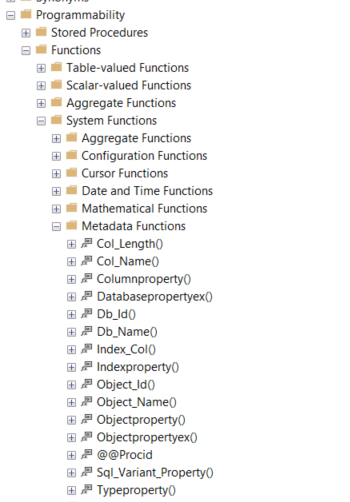 Programmability
Stored Procedures
Functions
Table-valued Functions
Scalar-valued Functions
Aggregate Functions
System Functions
Aggregate Functions
Configuration Functions
Cursor Functions
Date and Time Functions
Mathematical Functions
Metadata Functions
Col_Length()
Col_Name()
Columnproperty()
Databasepropertyex()
Db_Id()
Db_Name()
Index_Col()
Indexproperty()
Object_Id()
Object_Name()
Objectproperty()
Objectpropertyex()
@@Procid
Sql_Variant_Property()
Typeproperty()